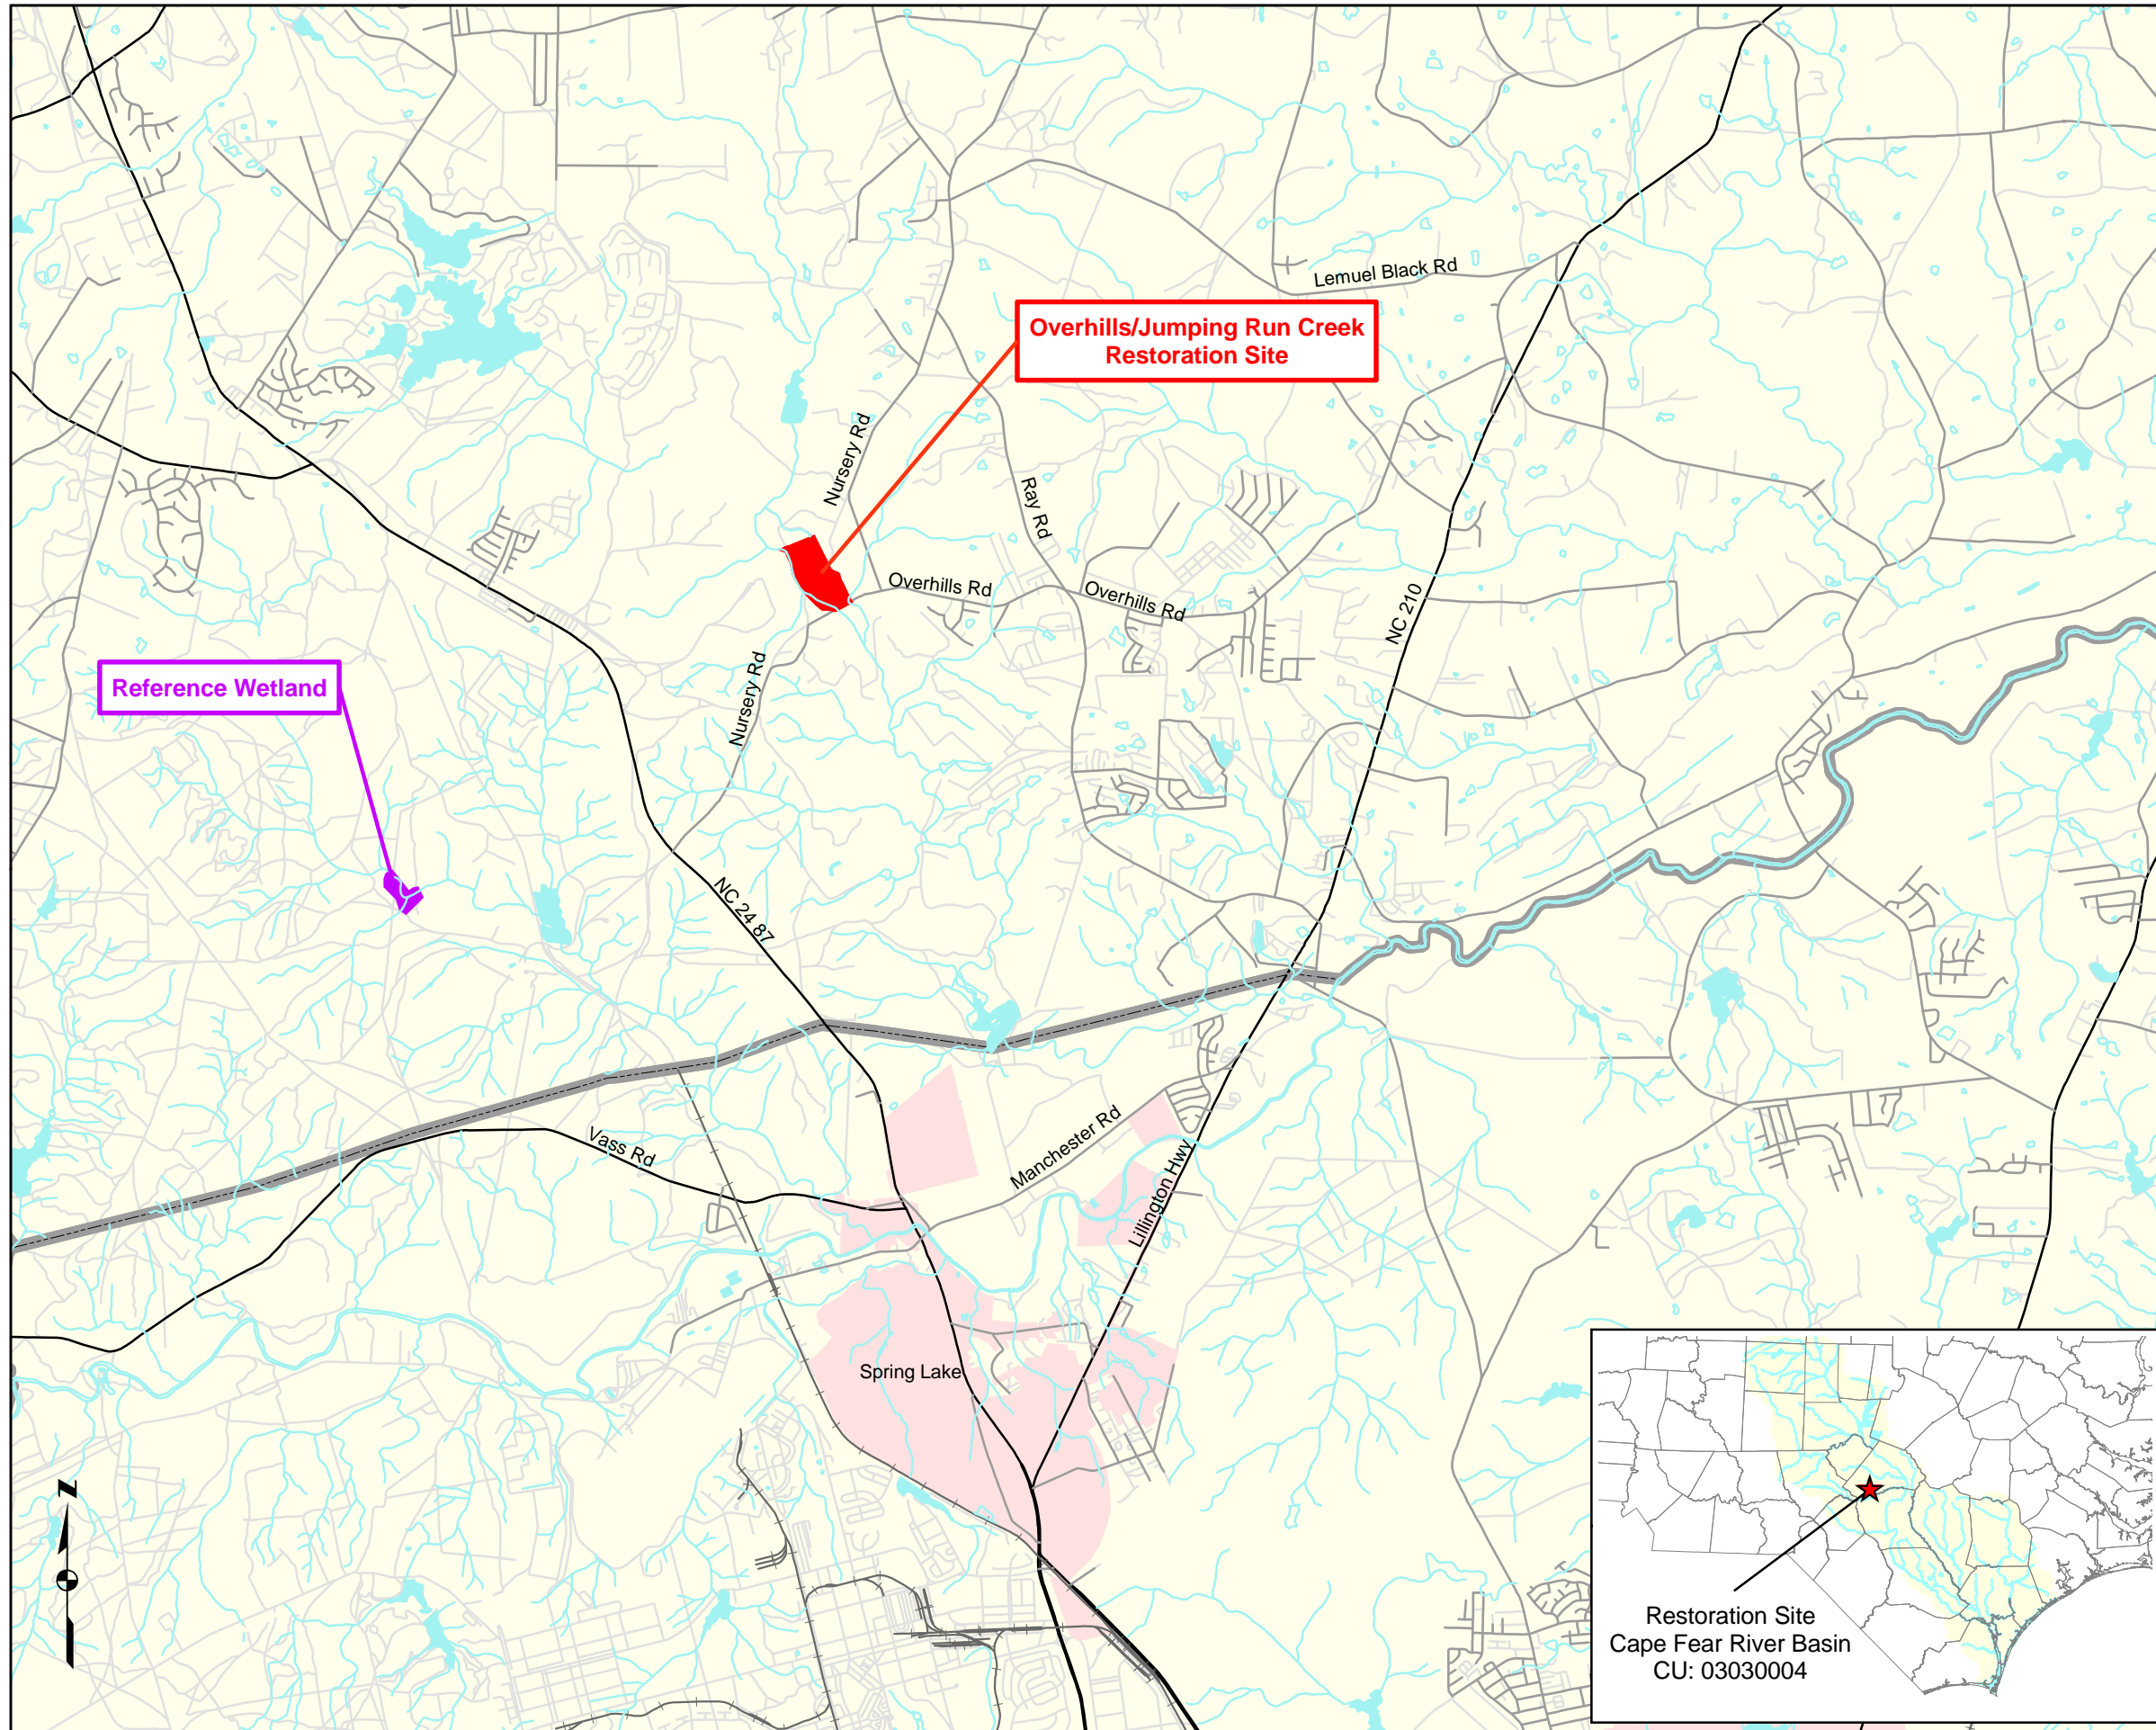 Lemuel Black Rd
Overhills/Jumping Run Creek
Restoration Site
Nursery Rd
Ray Rd
Overhills Rd
Overhills Rd
NC 210
Reference Wetland
Nursery Rd
NC 24 87
Vass Rd
Manchester Rd
Lillington Hwy
Spring Lake
N
Restoration Site
Cape Fear River Basin
CU: 03030004